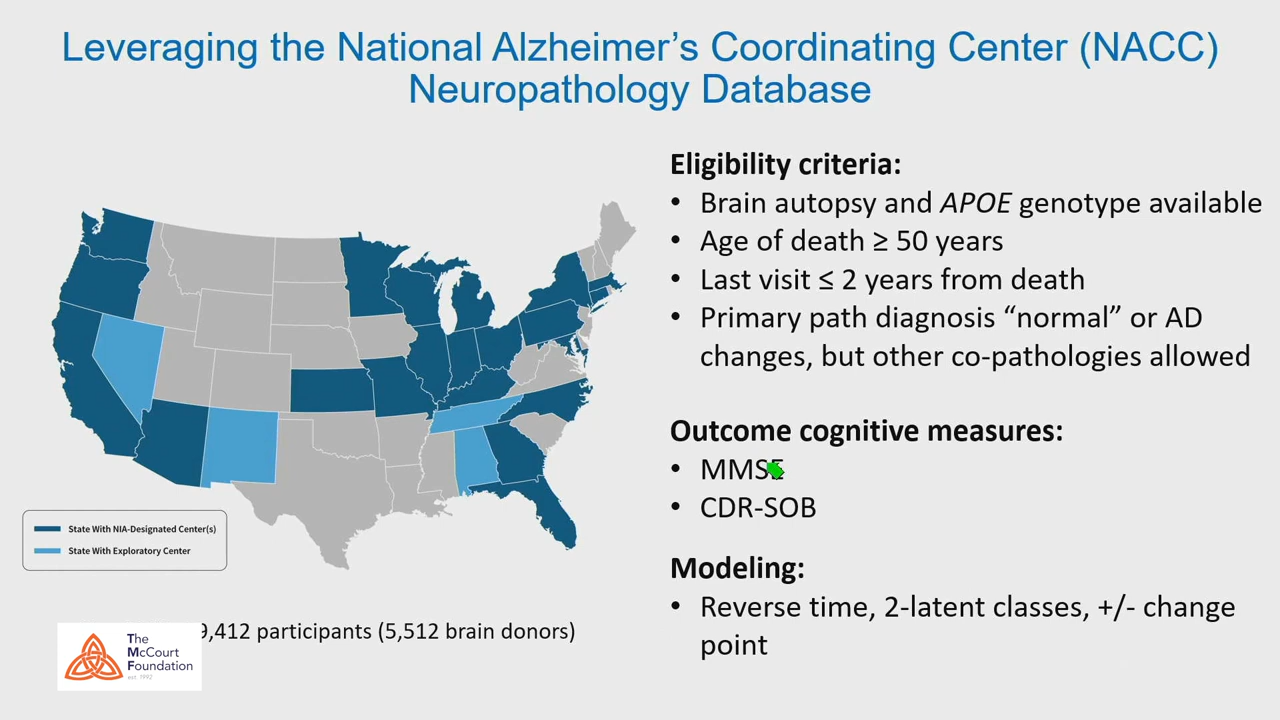 Leveraging the National Alzheimer’s Coordinating Center (NACC)
Neuropathology Database
Eligibility criteria:
• Brain autopsy and APOE genotype available
• Age of death ≥ 50 years
• Last visit ≤ 2 years from death
• Primary path diagnosis “normal” or AD
changes, but other co-pathologies allowed
Outcome cognitive measures:
• MMSE
• CDR-SOB
Modeling:
• Reverse time, 2-latent classes, +/- change
point
State With NIA-Designated Center(s)
State With Exploratory Center
9,412 participants (5,512 brain donors)
The
McCourt
Foundation
est. 1992